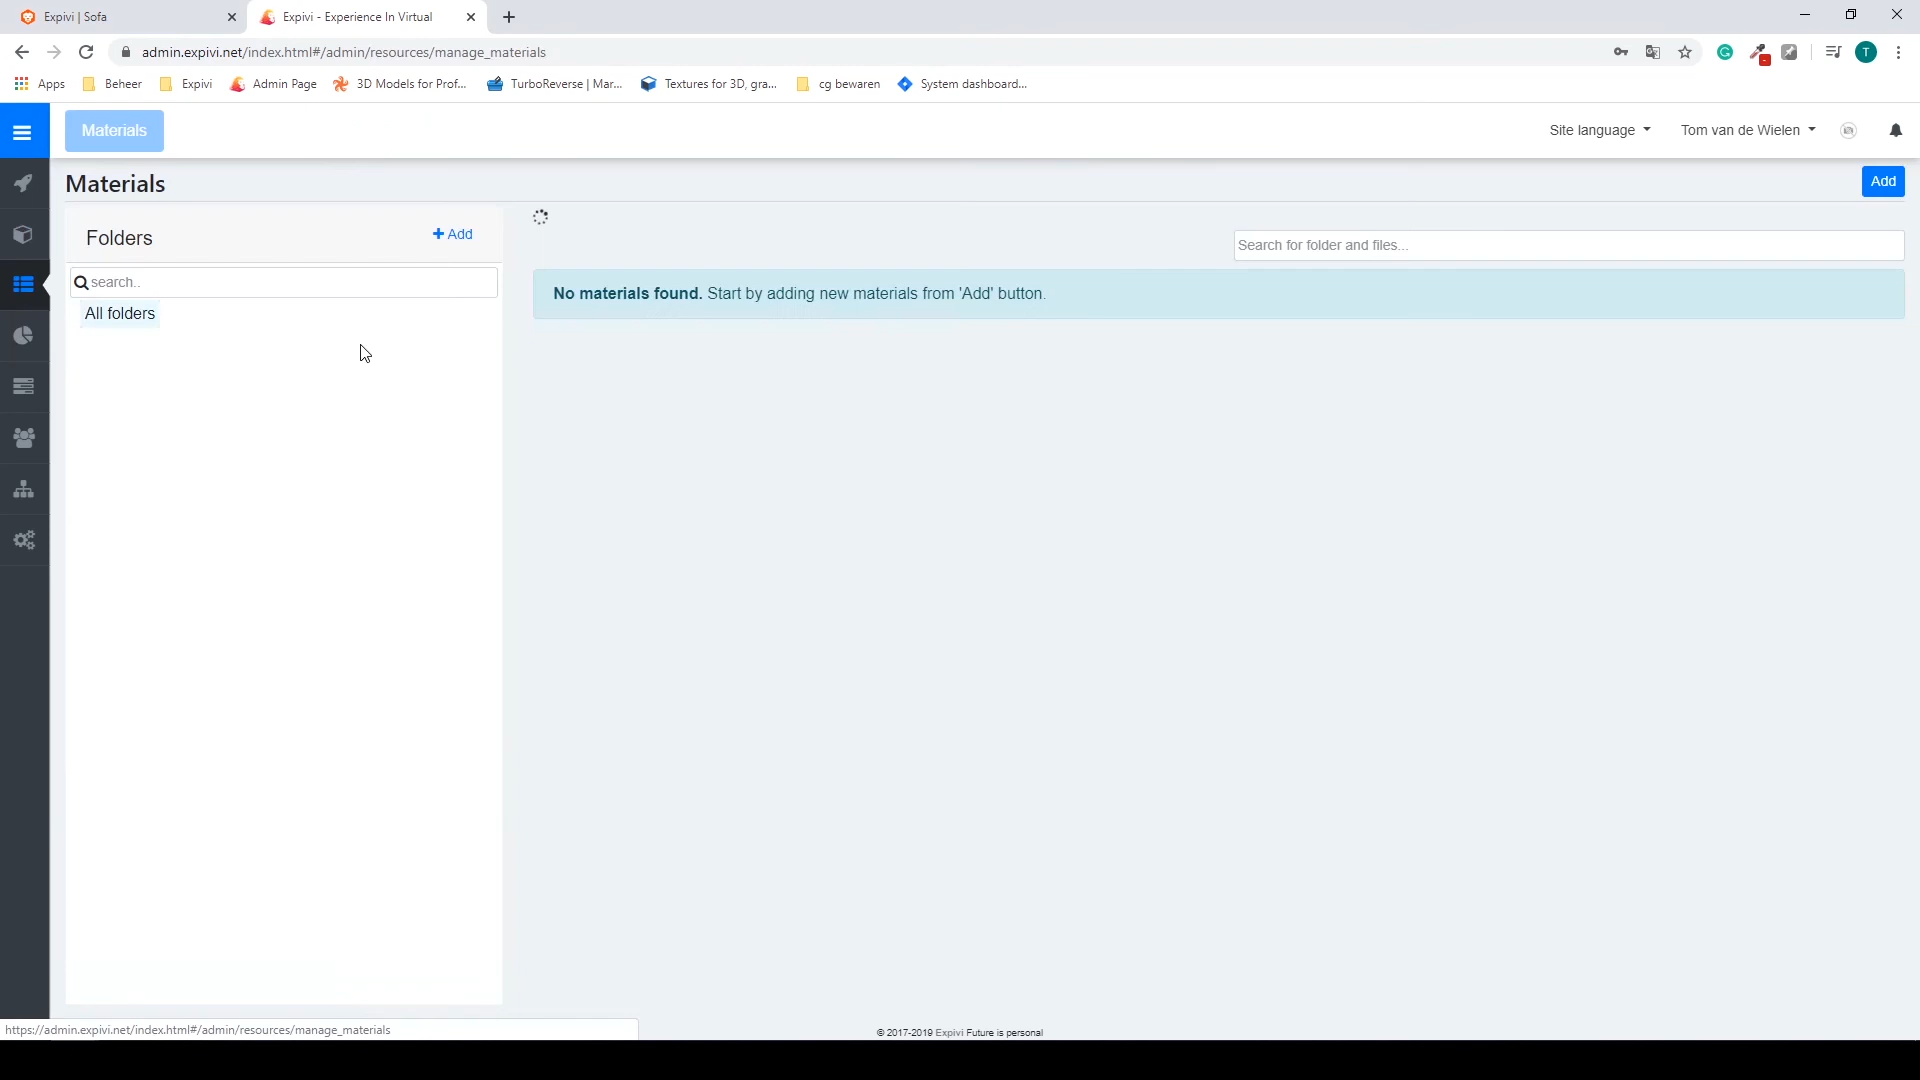 Expivi | Sofa
Expivi - Experience In Virtual
admin.expivi.net/index.html#/admin/resources/manage_materials
T
Apps
Beheer
Expivi
Admin Page
3D Models for Prof...
TurboReverse | Mar...
Textures for 3D, gra...
cg bewaren
System dashboard...
Materials
Site language
Tom van de Wielen
Materials
Add
Folders
+ Add
Search for folder and files...
search..
No materials found. Start by adding new materials from 'Add' button.
All folders
https://admin.expivi.net/index.html#/admin/resources/manage_materials
© 2017-2019 Expivi Future is personal